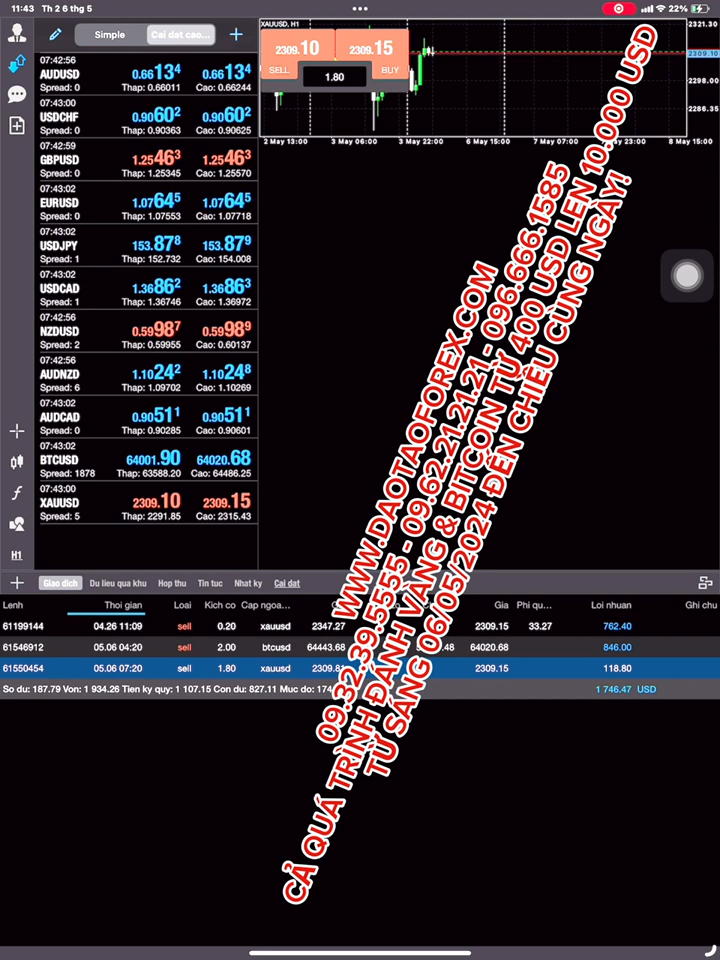 11:43 Th 2 6 thg 5
22%
Simple Cai dat cao...
07:42:56
AUDUSD 0.66134 0.66134
Spread: 0 Thap: 0.66011 Cao: 0.66244
07:43:00
USDCHF 0.90602 0.90602
Spread: 0 Thap: 0.90363 Cao: 0.90625
07:42:59
GBPUSD 1.25463 1.25463
Spread: 0 Thap: 1.25345 Cao: 1.25570
07:43:02
EURUSD 1.07645 1.07645
Spread: 0 Thap: 1.07553 Cao: 1.07718
07:43:02
USDJPY 153.878 153.879
Spread: 1 Thap: 152.732 Cao: 154.008
07:43:02
USDCAD 1.36862 1.36863
Spread: 1 Thap: 1.36746 Cao: 1.36972
07:42:56
NZDUSD 0.59987 0.59989
Spread: 2 Thap: 0.59955 Cao: 0.60137
07:42:56
AUDNZD 1.10242 1.10248
Spread: 6 Thap: 1.09702 Cao: 1.10269
07:43:02
AUDCAD 0.90511 0.90511
Spread: 0 Thap: 0.90285 Cao: 0.90601
07:43:02
BTCUSD 64001.90 64020.68
Spread: 1878 Thap: 63588.20 Cao: 64486.25
07:43:00
XAUUSD 2309.10 2309.15
Spread: 5 Thap: 2291.85 Cao: 2315.43
H1
XAUUSD, H1
2309.10 2309.15
SELL 1.80 BUY
2321.30
2309.10
2298.00
2286.35
2 May 13:00 3 May 06:00 3 May 22:00 6 May 15:00 7 May 07:00 23:00 8 May 15:00
WWW.DAOTAOFOREX.COM
09.32.39.5555 - 09.62.21.21.21 - 096.666.1585
CẢ QUÁ TRÌNH ĐÁNH VÀNG & BITCOIN TỪ 400 USD LEN 10.000 USD
TỪ SÁNG 06/05/2024 ĐẾN CHIỀU CÙNG NGÀY!
Giao dich Du lieu qua khu Hop thu Tin tuc Nhat ky Cai dat
Lenh Thoi gian Loai Kich co Cap ngoa... Gia Phi qu... Loi nhuan Ghi chu
61199144 04.26 11:09 sell 0.20 xauusd 2347.27 2309.15 33.27 762.40
61546912 05.06 04:20 sell 2.00 btcusd 64443.68 64020.68 846.00
61550454 05.06 07:20 sell 1.80 xauusd 2309.81 2309.15 118.80
So du: 187.79 Von: 1 934.26 Tien ky quy: 1 107.15 Con du: 827.11 Muc do: 174 1 746.47 USD